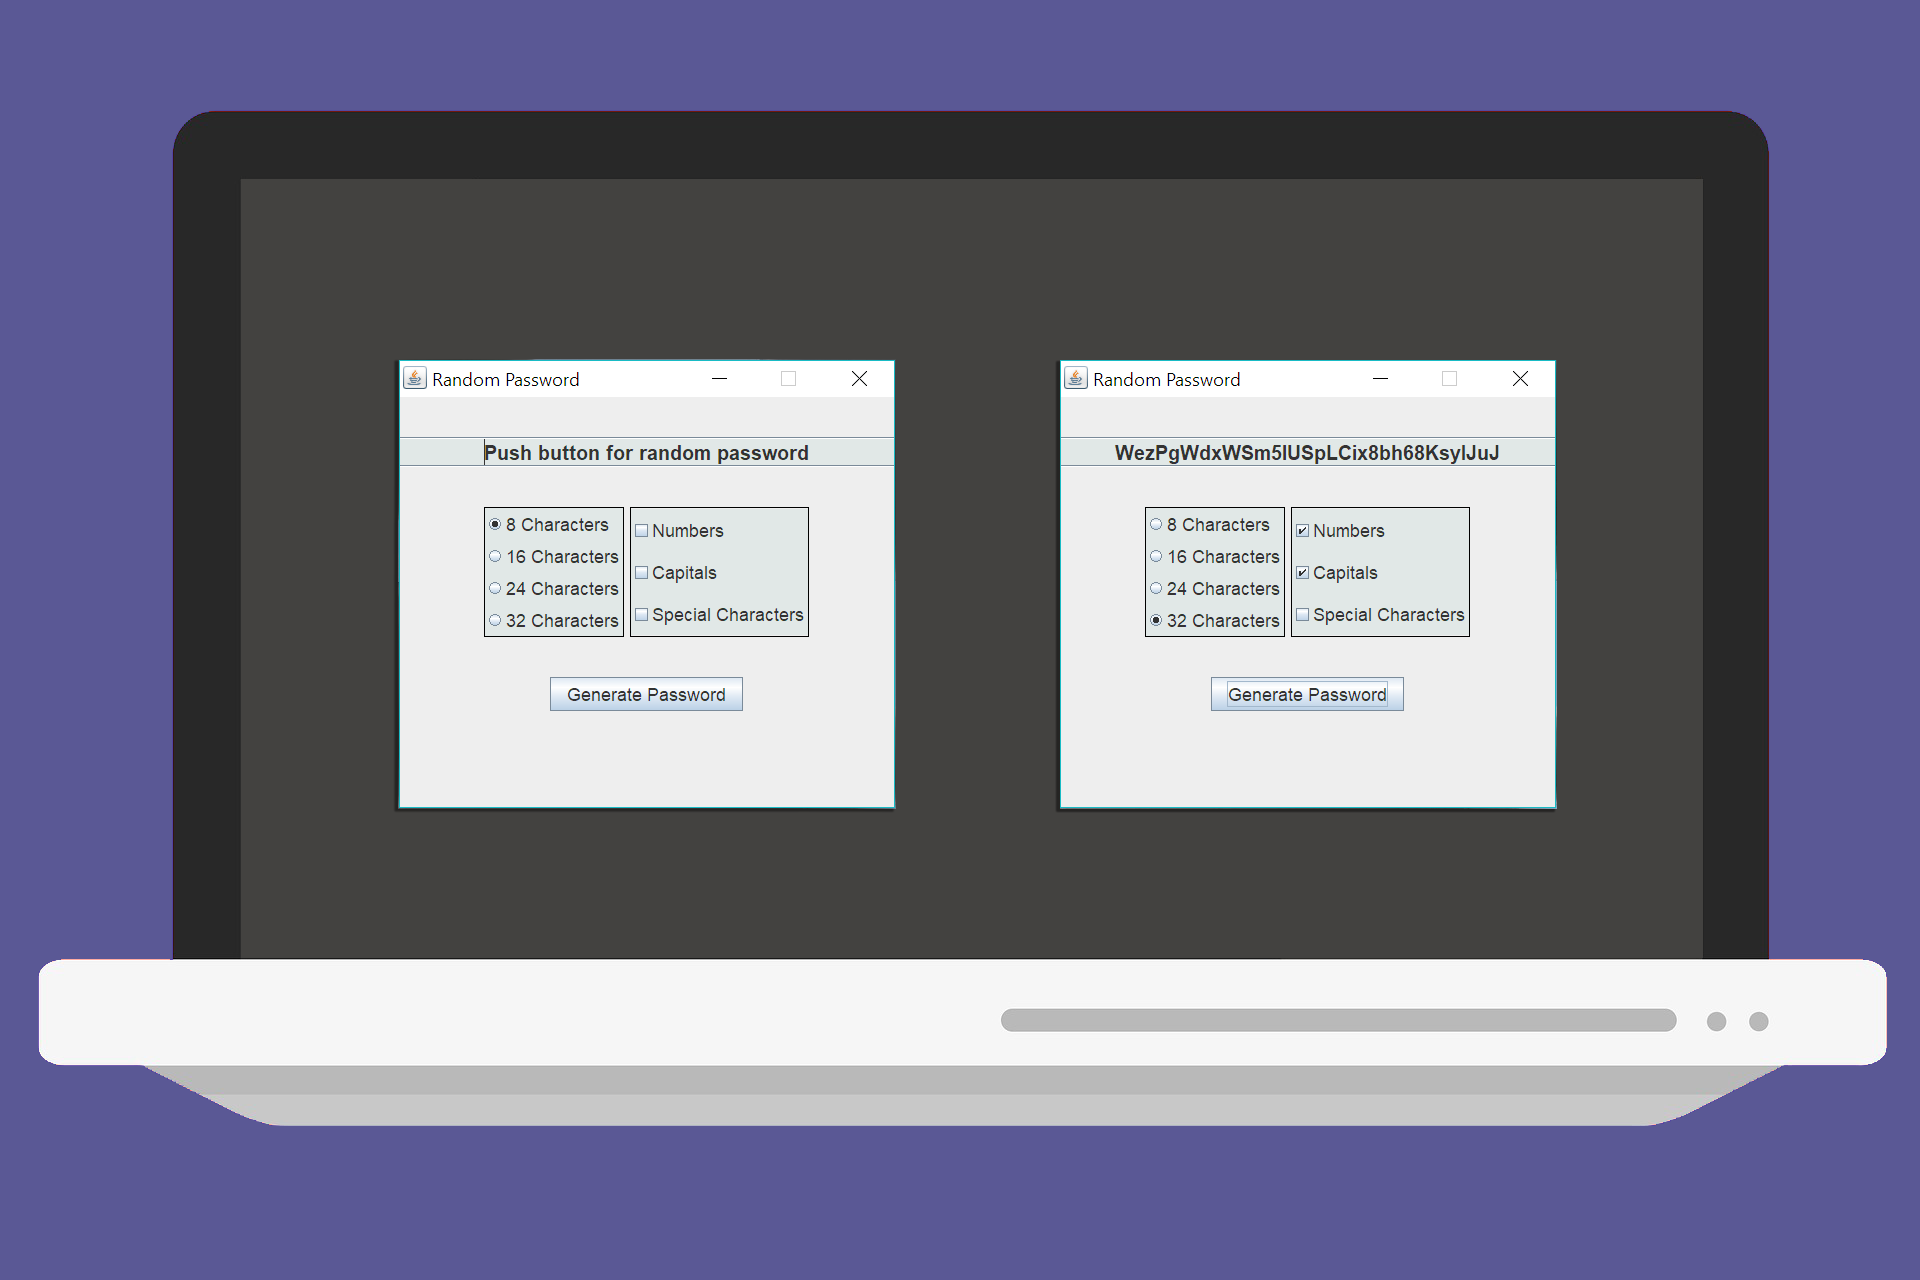 Random Password
Push button for random password
8 Characters
16 Characters
24 Characters
32 Characters
Numbers
Capitals
Special Characters
Generate Password
Random Password
WezPgWdxWSm5IUSpLCix8bh68KsylJuJ
8 Characters
16 Characters
24 Characters
32 Characters
Numbers
Capitals
Special Characters
Generate Password